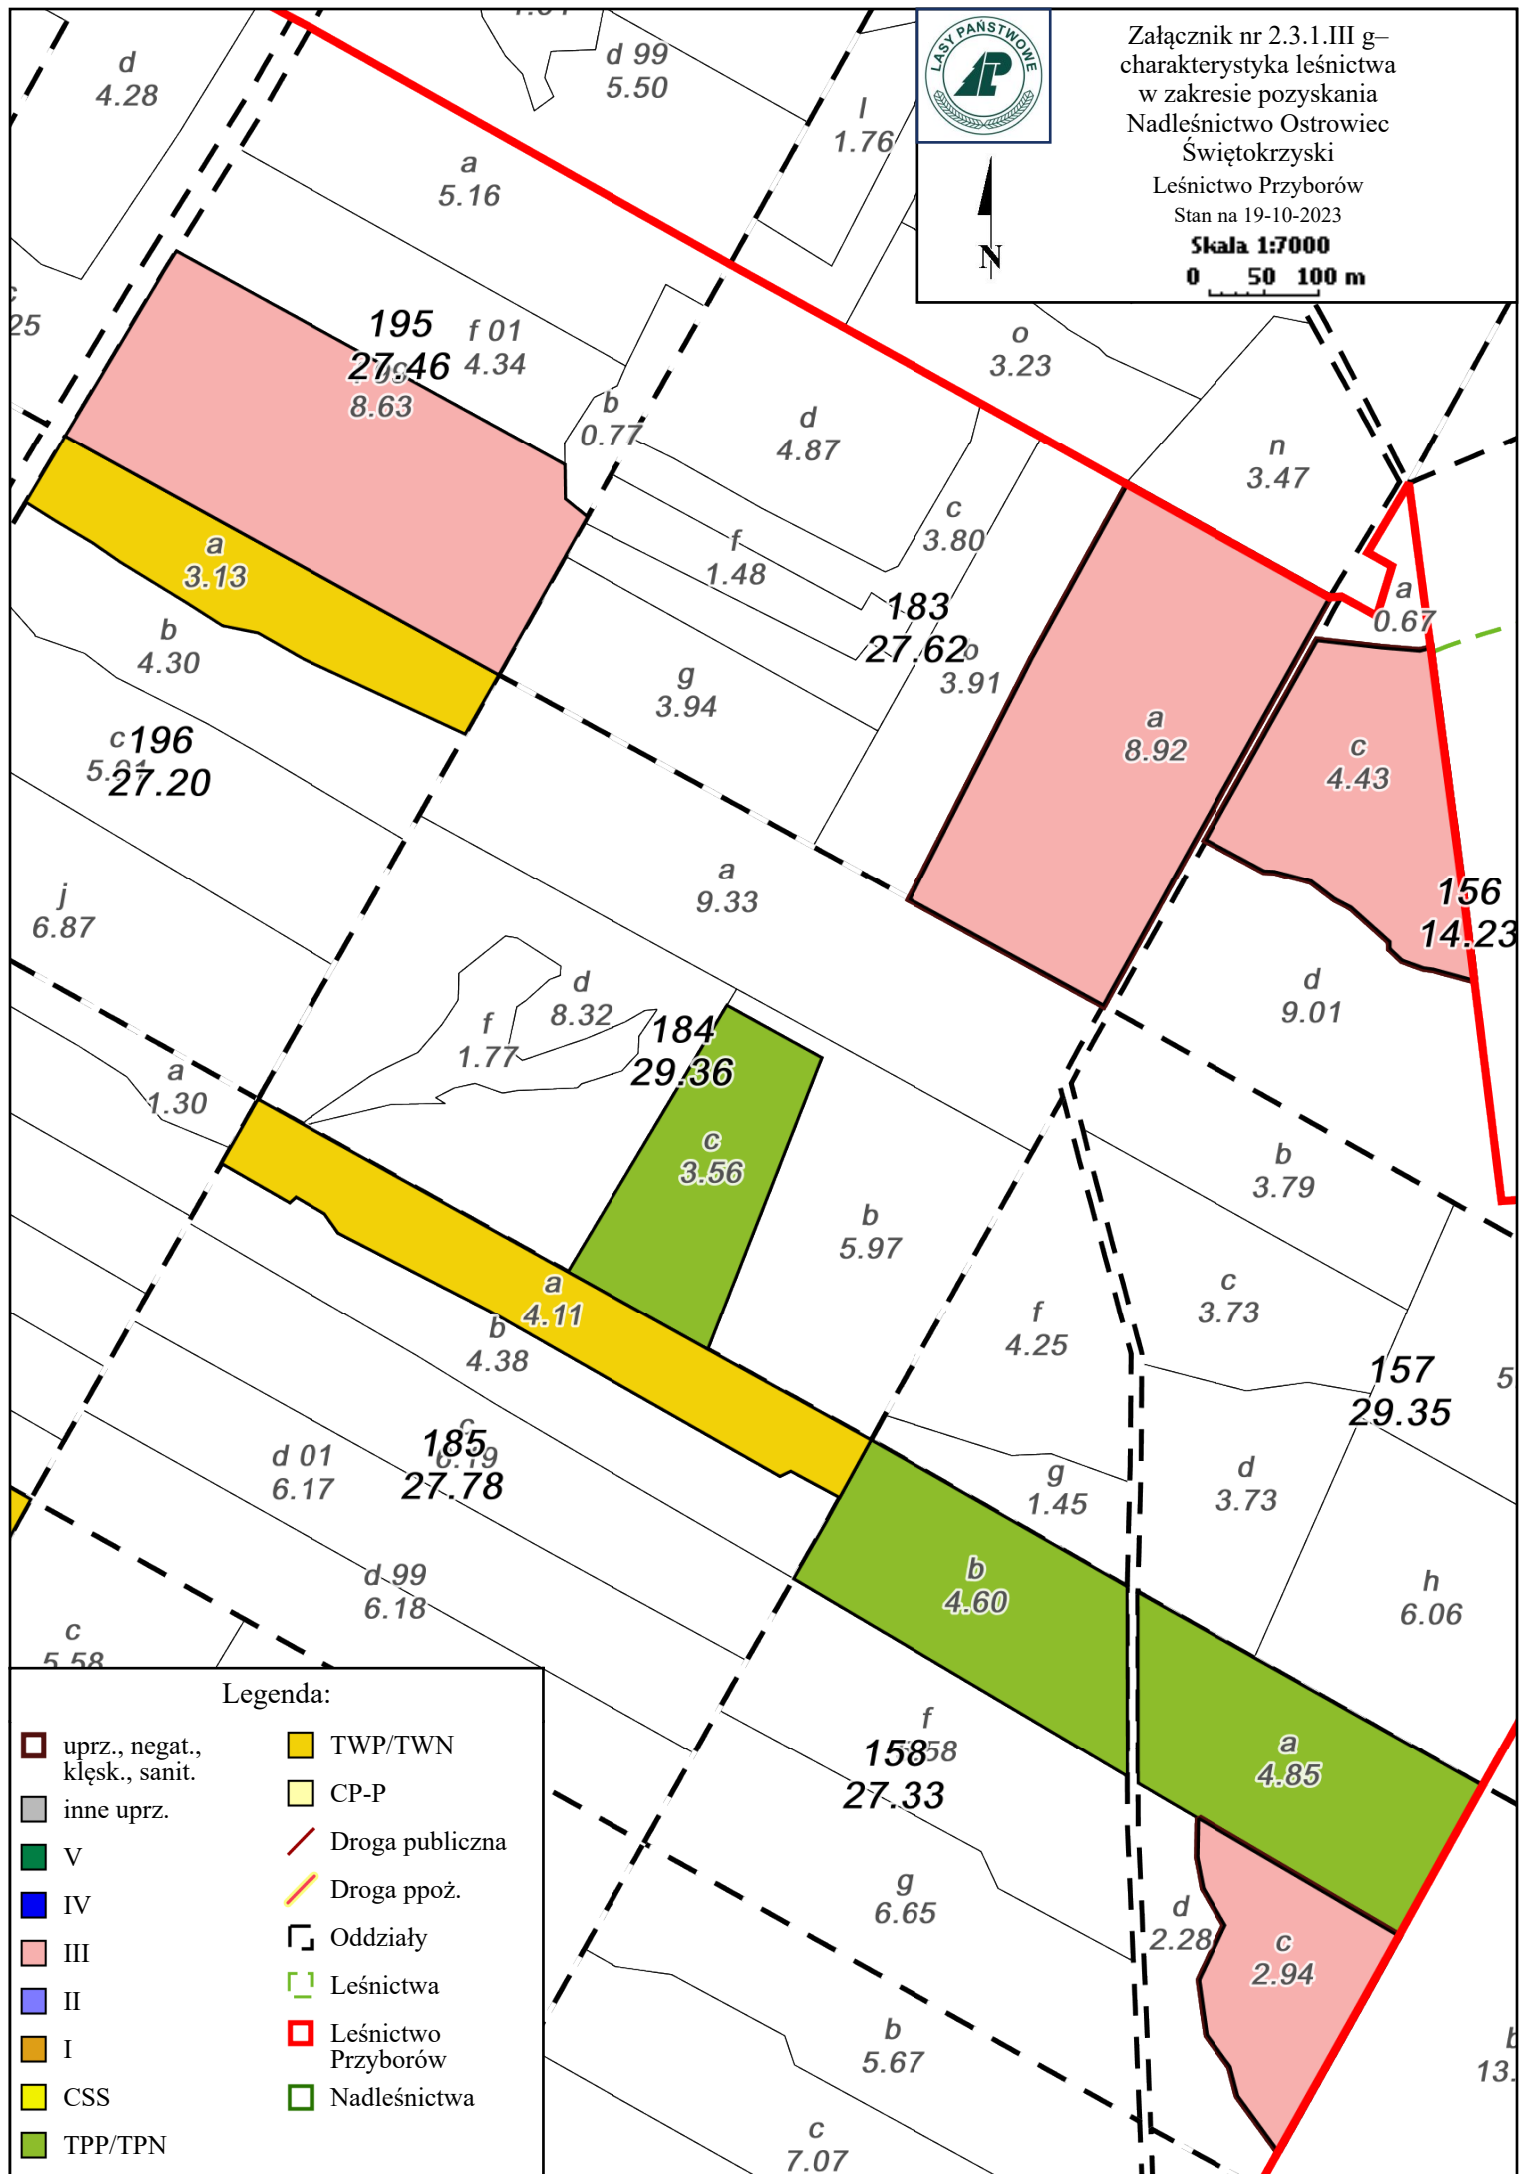 LASY PAŃSTWOWE
Załącznik nr 2.3.1.III g–
charakterystyka leśnictwa
w zakresie pozyskania
Nadleśnictwo Ostrowiec
Świętokrzyski
Leśnictwo Przyborów
Stan na 19-10-2023
Skala 1:7000
0 50 100 m
N
d
4.28
d 99
5.50
l
1.76
a
5.16
c
25
195
27.46
8.63
f 01
4.34
o
3.23
b
0.77
d
4.87
n
3.47
c
3.80
f
1.48
a
3.13
a
0.67
183
27.62
b
3.91
b
4.30
g
3.94
a
8.92
c
4.43
c
196
27.20
a
9.33
156
14.23
j
6.87
d
9.01
d
8.32
f
1.77
184
29.36
a
1.30
c
3.56
b
3.79
b
5.97
a
4.11
c
3.73
f
4.25
b
4.38
157
29.35
5
c
6.19
185
27.78
d 01
6.17
g
1.45
d
3.73
d 99
6.18
b
4.60
h
6.06
c
5.58
f
158
27.33
a
4.85
g
6.65
d
2.28
c
2.94
b
5.67
b
13.
c
7.07
Legenda:
uprz., negat.,
klęsk., sanit.
inne uprz.
V
IV
III
II
I
CSS
TPP/TPN
TWP/TWN
CP-P
Droga publiczna
Droga ppoż.
Oddziały
Leśnictwa
Leśnictwo
Przyborów
Nadleśnictwa